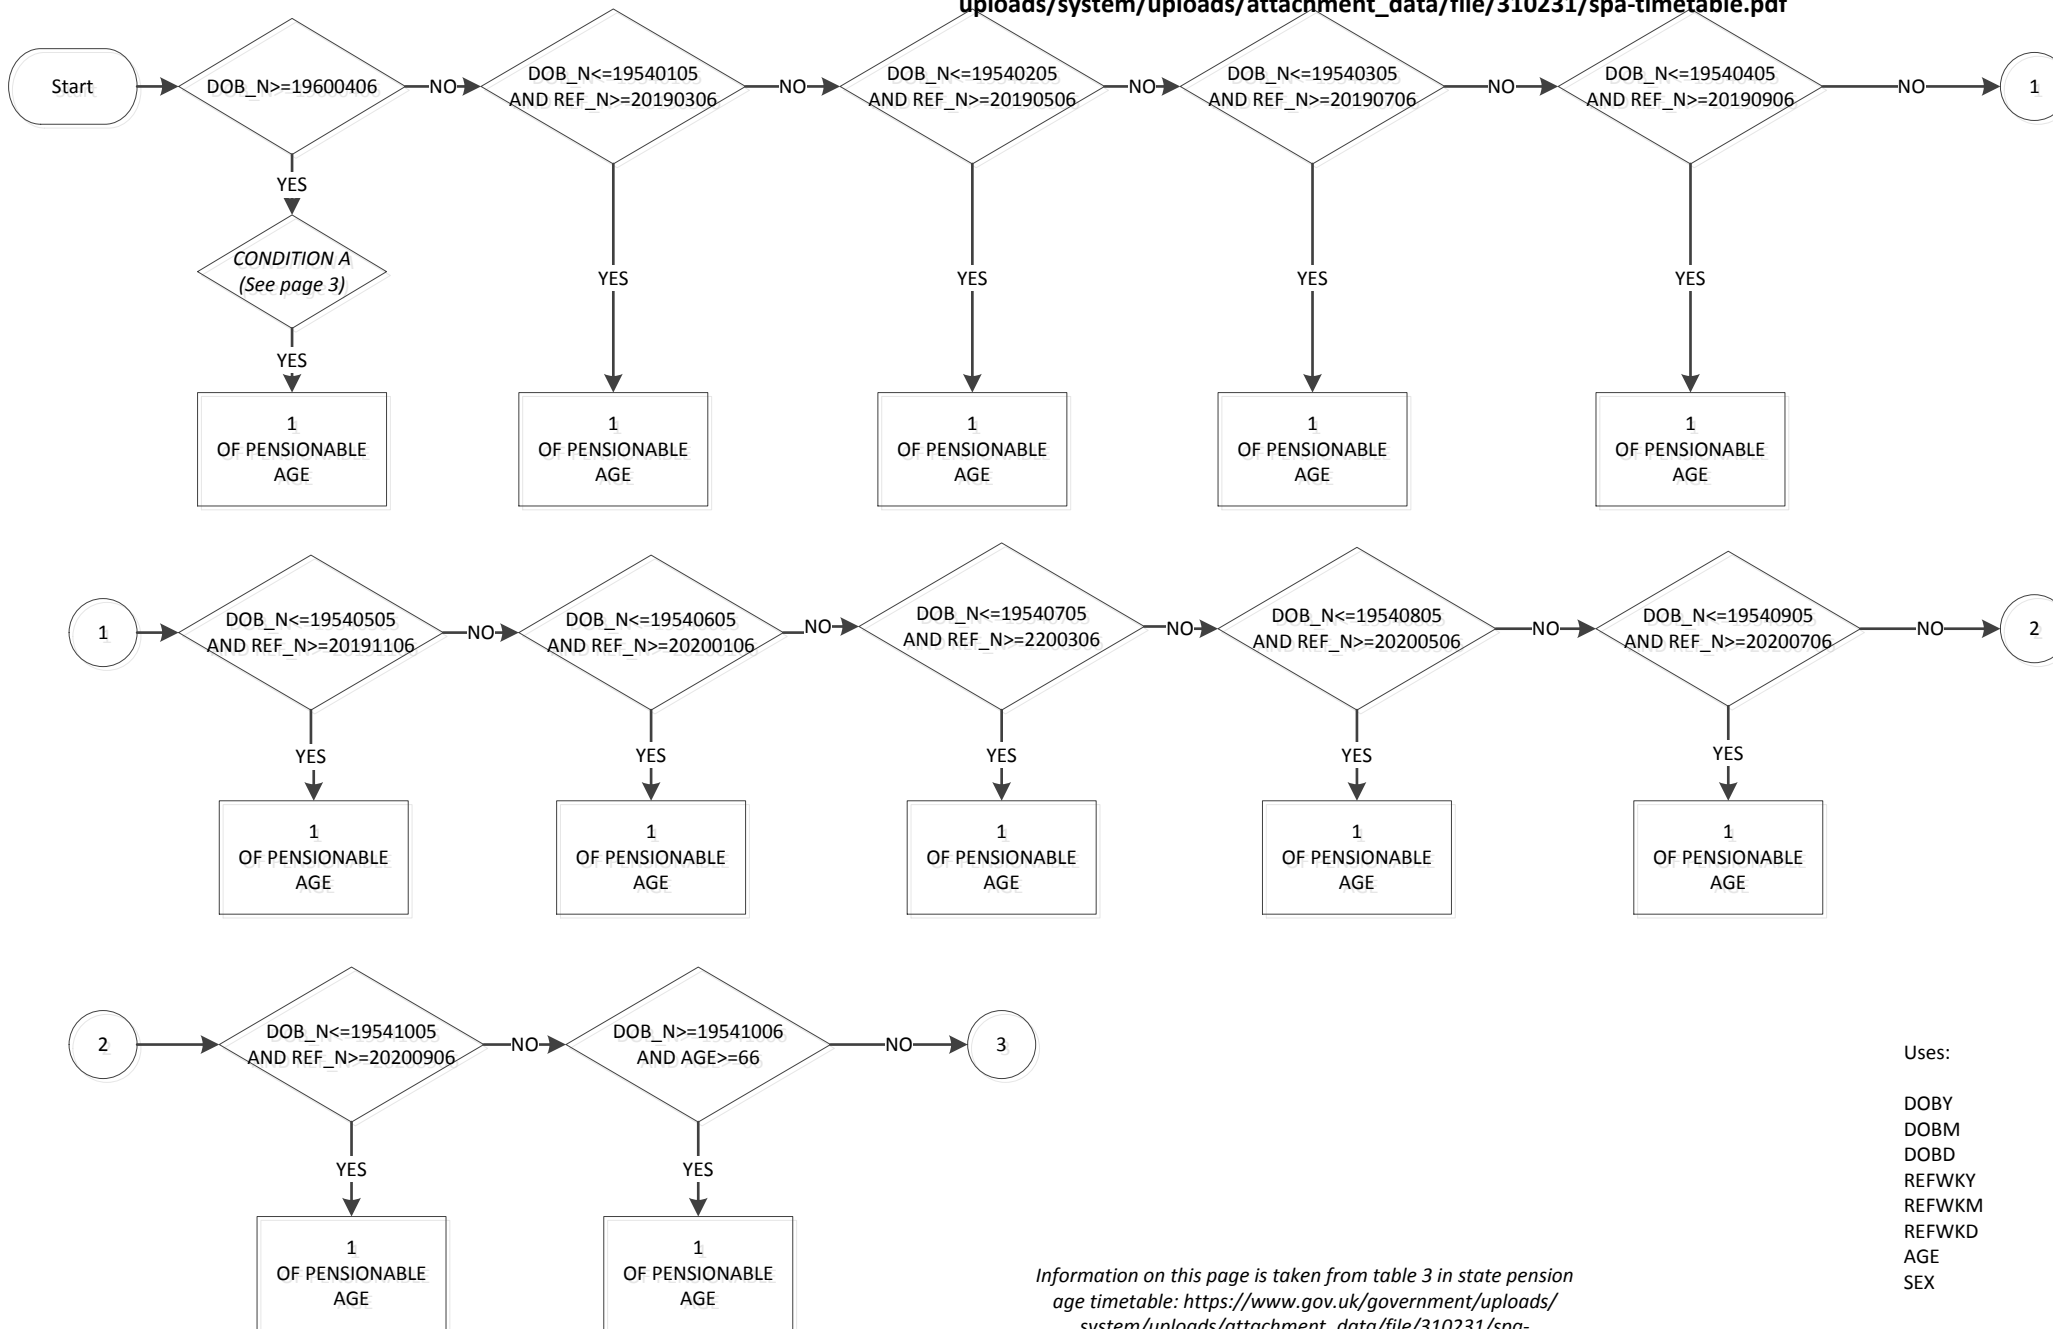 uploads/system/uploads/attachment_data/file/310231/spa-timetable.pdf
Start
DOB_N>=19600406
NO
DOB_N<=19540105
AND REF_N>=20190306
NO
DOB_N<=19540205
AND REF_N>=20190506
NO
DOB_N<=19540305
AND REF_N>=20190706
NO
DOB_N<=19540405
AND REF_N>=20190906
NO
1
YES
CONDITION A
(See page 3)
YES
YES
YES
YES
YES
1
OF PENSIONABLE
AGE
1
OF PENSIONABLE
AGE
1
OF PENSIONABLE
AGE
1
OF PENSIONABLE
AGE
1
OF PENSIONABLE
AGE
1
DOB_N<=19540505
AND REF_N>=20191106
NO
DOB_N<=19540605
AND REF_N>=20200106
NO
DOB_N<=19540705
AND REF_N>=2200306
NO
DOB_N<=19540805
AND REF_N>=20200506
NO
DOB_N<=19540905
AND REF_N>=20200706
NO
2
YES
YES
YES
YES
YES
1
OF PENSIONABLE
AGE
1
OF PENSIONABLE
AGE
1
OF PENSIONABLE
AGE
1
OF PENSIONABLE
AGE
1
OF PENSIONABLE
AGE
2
DOB_N<=19541005
AND REF_N>=20200906
NO
DOB_N>=19541006
AND AGE>=66
NO
3
YES
YES
1
OF PENSIONABLE
AGE
1
OF PENSIONABLE
AGE
Information on this page is taken from table 3 in state pension
age timetable: https://www.gov.uk/government/uploads/
system/uploads/attachment_data/file/310231/spa-
Uses:
DOBY
DOBM
DOBD
REFWKY
REFWKM
REFWKD
AGE
SEX